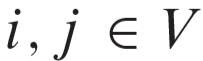 i, j ∈ V